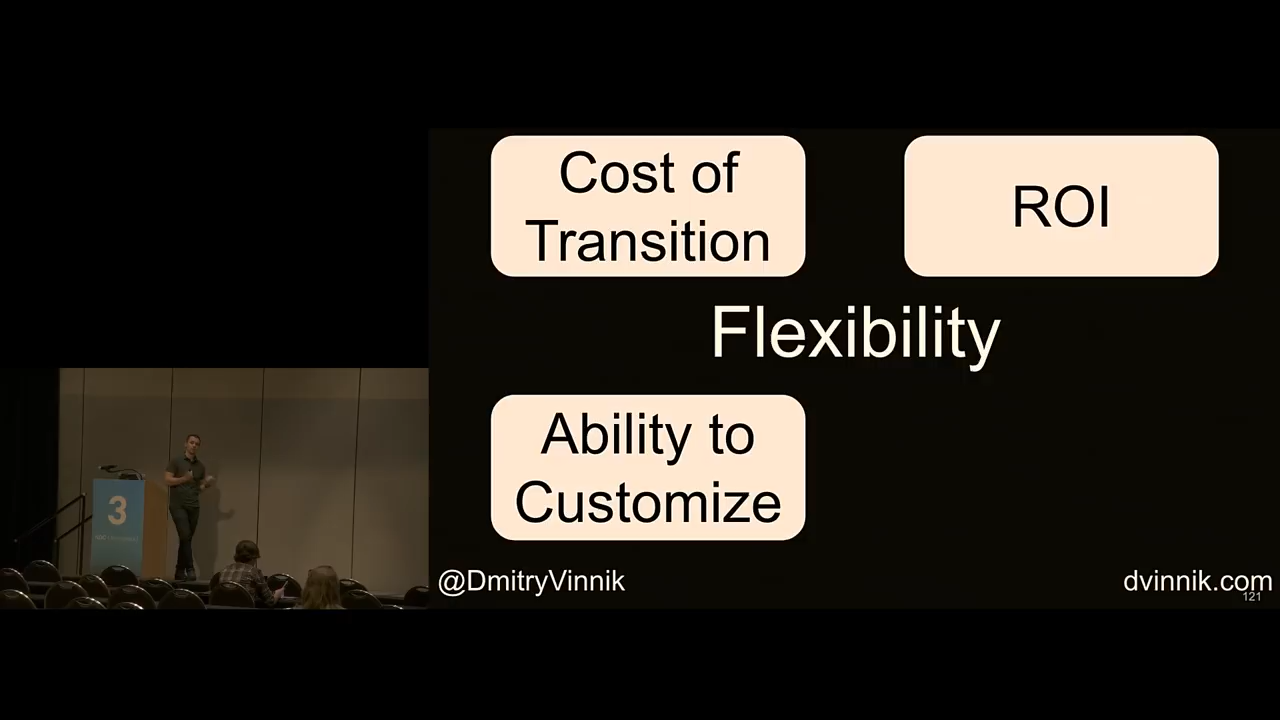 Cost of
Transition
ROI
Flexibility
Ability to
Customize
@DmitryVinnik
dvinnik.com
121
3